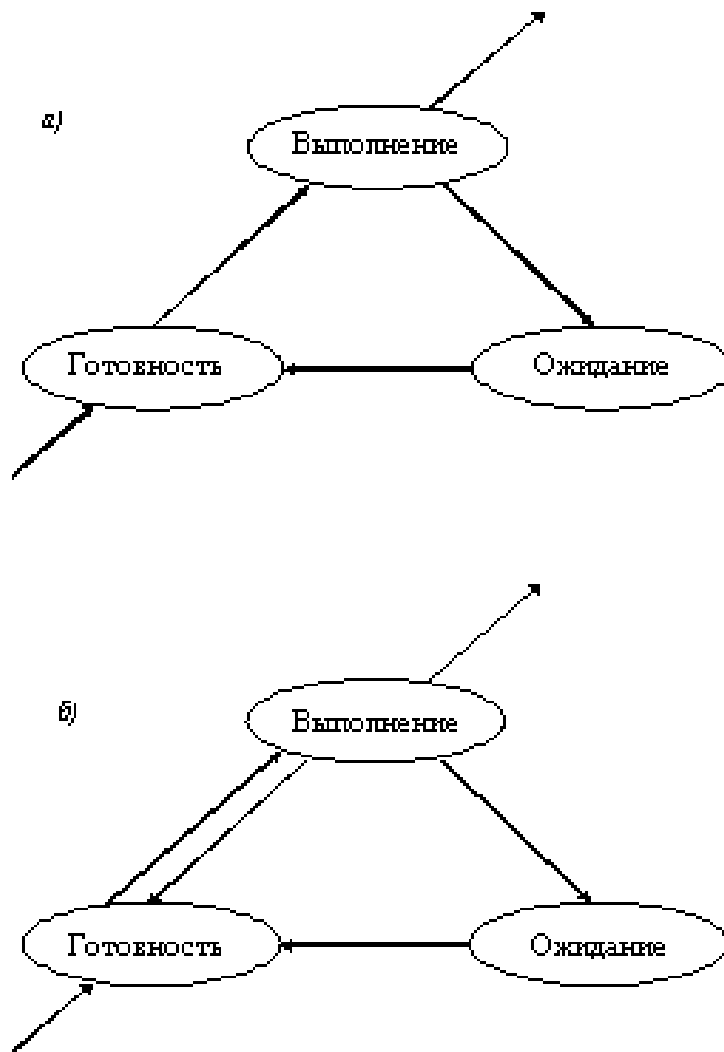 а)
Выполнение
Готовность
Ожидание
б)
Выполнение
Готовность
Ожидание